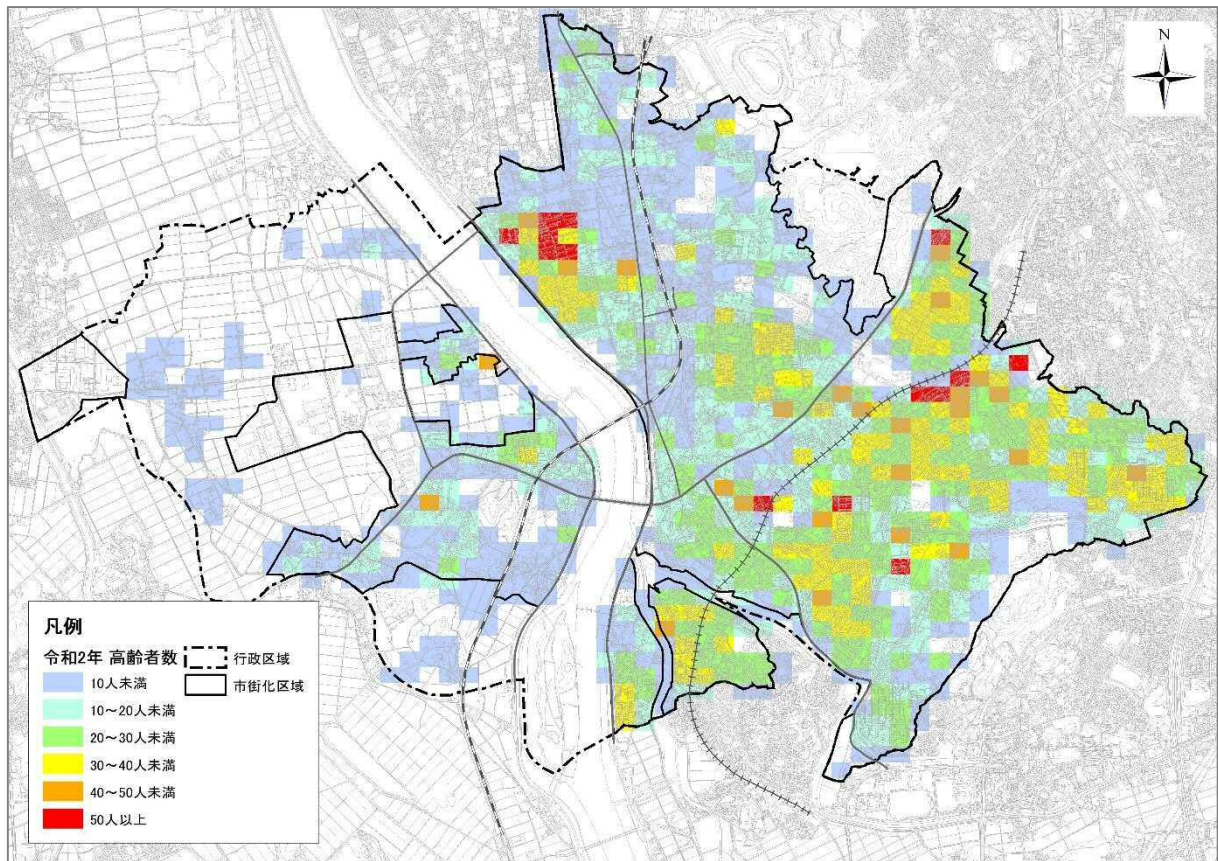 N
凡例
令和2年 高齢者数
行政区域
市街化区域
10人未満
10～20人未満
20～30人未満
30～40人未満
40～50人未満
50人以上